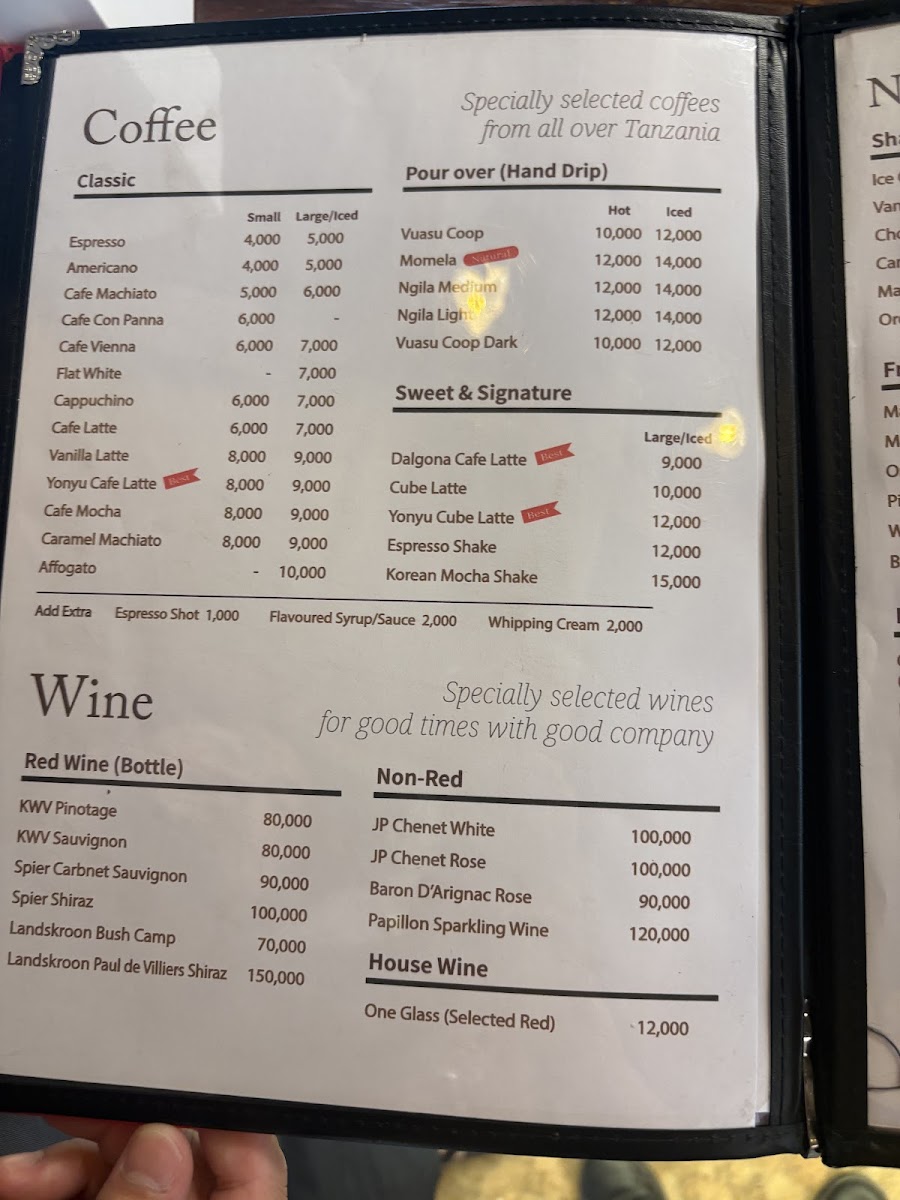 Coffee
Specially selected coffees
from all over Tanzania
Classic
Small Large/Iced
Espresso 4,000 5,000
Americano 4,000 5,000
Cafe Machiato 5,000 6,000
Cafe Con Panna 6,000 -
Cafe Vienna 6,000 7,000
Flat White - 7,000
Cappuchino 6,000 7,000
Cafe Latte 6,000 7,000
Vanilla Latte 8,000 9,000
Yonyu Cafe Latte Best 8,000 9,000
Cafe Mocha 8,000 9,000
Caramel Machiato 8,000 9,000
Affogato - 10,000
Pour over (Hand Drip)
Hot Iced
Vuasu Coop 10,000 12,000
Momela Natural 12,000 14,000
Ngila Medium 12,000 14,000
Ngila Light 12,000 14,000
Vuasu Coop Dark 10,000 12,000
Sweet & Signature
Large/Iced
Dalgona Cafe Latte Best 9,000
Cube Latte 10,000
Yonyu Cube Latte Best 12,000
Espresso Shake 12,000
Korean Mocha Shake 15,000
Add Extra Espresso Shot 1,000 Flavoured Syrup/Sauce 2,000 Whipping Cream 2,000
Wine
Specially selected wines
for good times with good company
Red Wine (Bottle)
KWV Pinotage 80,000
KWV Sauvignon 80,000
Spier Carbnet Sauvignon 90,000
Spier Shiraz 100,000
Landskroon Bush Camp 70,000
Landskroon Paul de Villiers Shiraz 150,000
Non-Red
JP Chenet White 100,000
JP Chenet Rose 100,000
Baron D'Arignac Rose 90,000
Papillon Sparkling Wine 120,000
House Wine
One Glass (Selected Red) 12,000
Ice